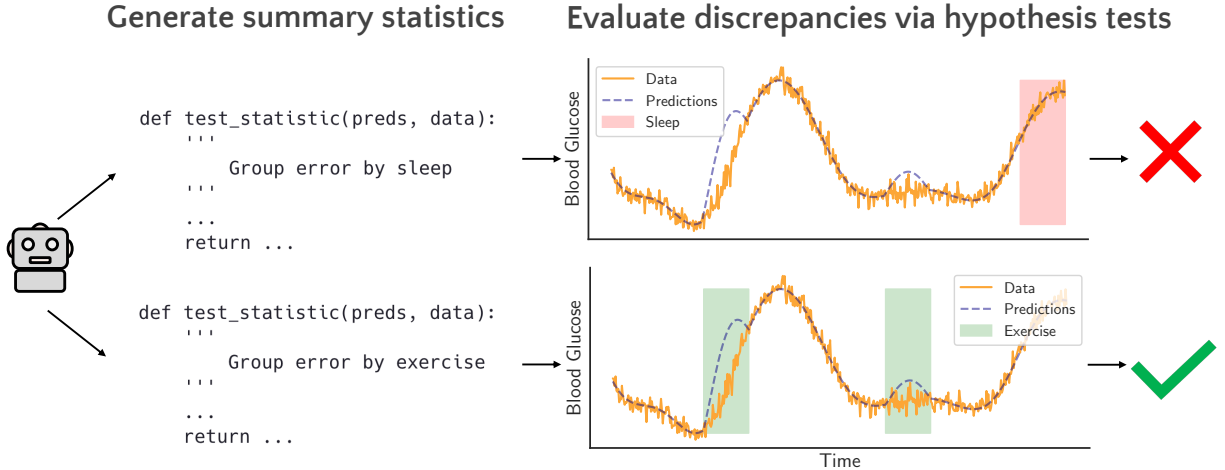 Generate summary statistics
Evaluate discrepancies via hypothesis tests
def test_statistic(preds, data):
'''
Group error by sleep
'''
...
return ...
Blood Glucose
Data
Predictions
Sleep
def test_statistic(preds, data):
'''
Group error by exercise
'''
...
return ...
Blood Glucose
Data
Predictions
Exercise
Time